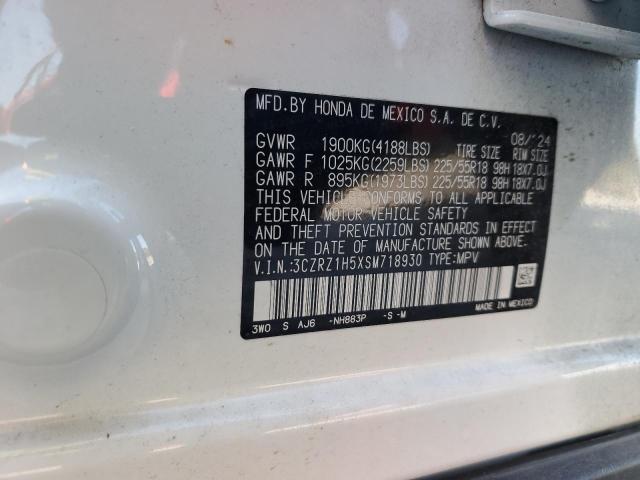 MFD.BY HONDA DE MEXICO S.A. DE C.V.
08/'24
GVWR 1900KG(4188LBS) TIRE SIZE RIM SIZE
GAWR F 1025KG(2259LBS) 225/55R18 98H 18X7.0J
GAWR R 895KG(1973LBS) 225/55R18 98H 18X7.0J
THIS VEHICLE CONFORMS TO ALL APPLICABLE
FEDERAL MOTOR VEHICLE SAFETY
AND THEFT PREVENTION STANDARDS IN EFFECT
ON THE DATE OF MANUFACTURE SHOWN ABOVE.
V.I.N.:3CZRZ1H5XSM718930 TYPE:MPV
MADE IN MEXICO
3W0 S AJ6 -NH883P -S -M